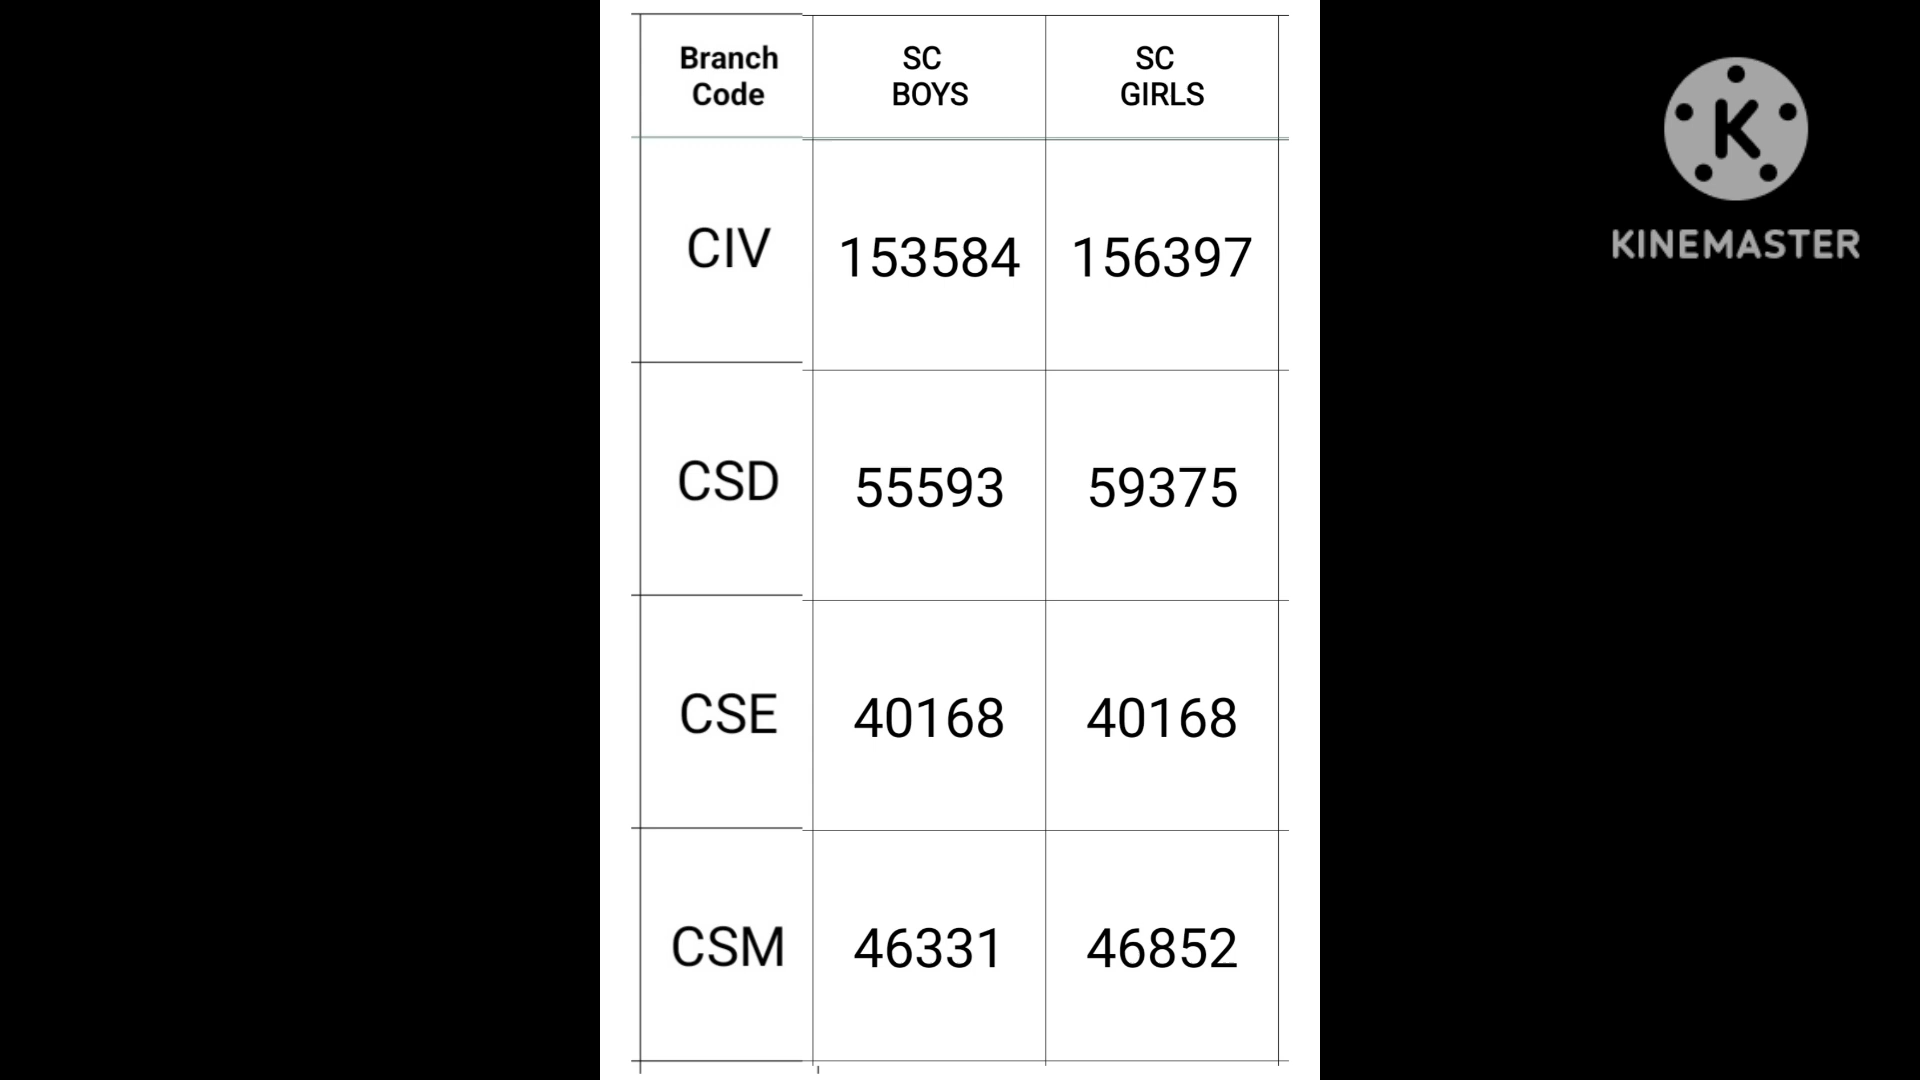 Branch Code SC BOYS SC GIRLS
CIV 153584 156397
CSD 55593 59375
CSE 40168 40168
CSM 46331 46852
K
KINEMASTER